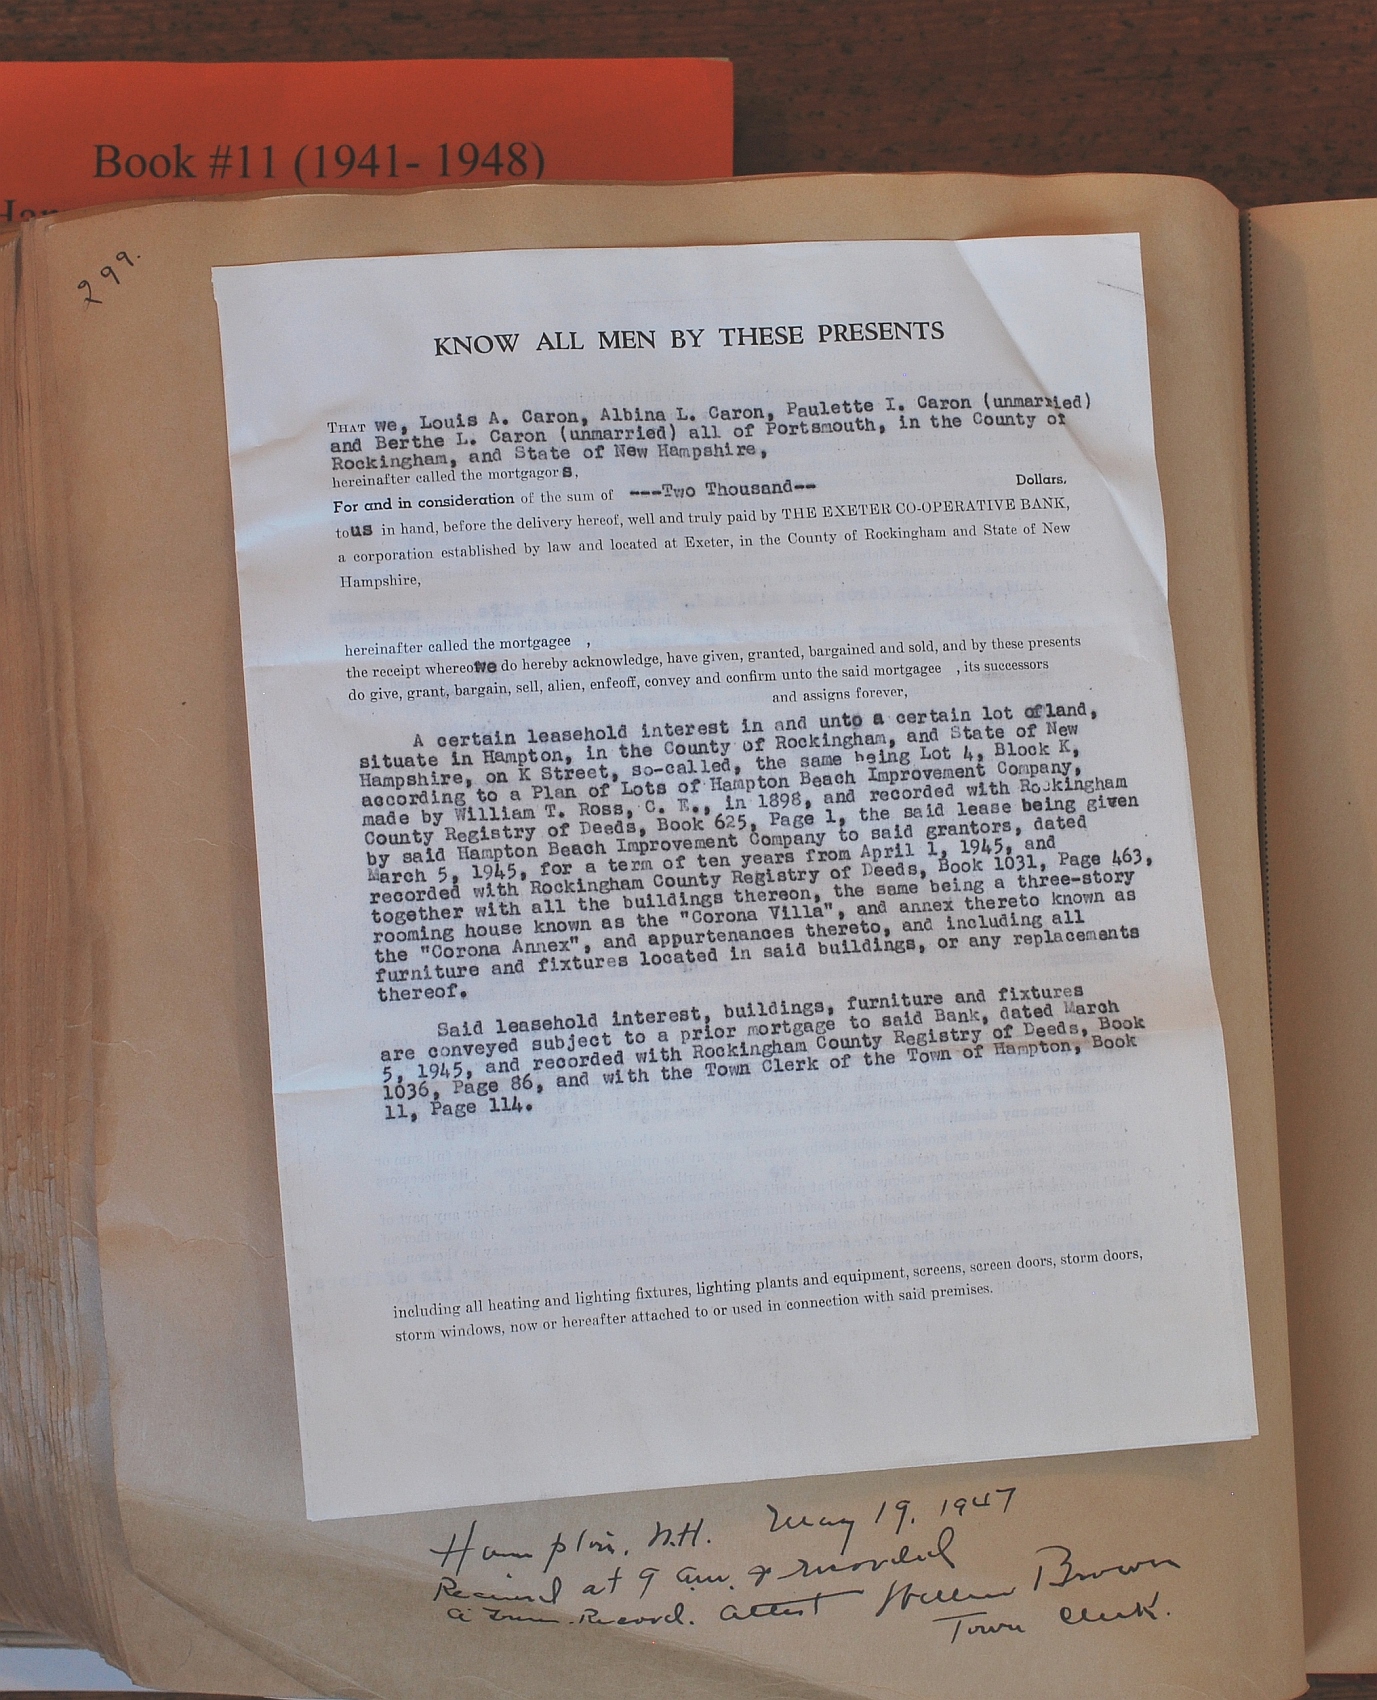 Book #11 (1941- 1948)
299.
KNOW ALL MEN BY THESE PRESENTS
THAT we, Louis A. Caron, Albina L. Caron, Paulette I. Caron (unmarried)
and Berthe L. Caron (unmarried) all of Portsmouth, in the County of
Rockingham, and State of New Hampshire,
hereinafter called the mortgagors,
For and in consideration of the sum of ---Two Thousand-- Dollars,
to us in hand, before the delivery hereof, well and truly paid by THE EXETER CO-OPERATIVE BANK,
a corporation established by law and located at Exeter, in the County of Rockingham and State of New
Hampshire,
hereinafter called the mortgagee ,
the receipt whereof we do hereby acknowledge, have given, granted, bargained and sold, and by these presents
do give, grant, bargain, sell, alien, enfeoff, convey and confirm unto the said mortgagee , its successors
and assigns forever,
A certain leasehold interest in and unto a certain lot of land,
situate in Hampton, in the County of Rockingham, and State of New
Hampshire, on K Street, so-called, the same being Lot 4, Block K,
according to a Plan of Lots of Hampton Beach Improvement Company,
made by William T. Ross, C. E., in 1898, and recorded with Rockingham
County Registry of Deeds, Book 625, Page 1, the said lease being given
by said Hampton Beach Improvement Company to said grantors, dated
March 5, 1945, for a term of ten years from April 1, 1945, and
recorded with Rockingham County Registry of Deeds, Book 1031, Page 463,
together with all the buildings thereon, the same being a three-story
rooming house known as the "Corona Villa", and annex thereto known as
the "Corona Annex", and appurtenances thereto, and including all
furniture and fixtures located in said buildings, or any replacements
thereof.
Said leasehold interest, buildings, furniture and fixtures
are conveyed subject to a prior mortgage to said Bank, dated March
5, 1945, and recorded with Rockingham County Registry of Deeds, Book
1036, Page 86, and with the Town Clerk of the Town of Hampton, Book
11, Page 114.
including all heating and lighting fixtures, lighting plants and equipment, screens, screen doors, storm doors,
storm windows, now or hereafter attached to or used in connection with said premises.
Hampton, N.H. May 19, 1947
Received at 9 a.m. & recorded
Record. Attest Brown
Town Clerk.